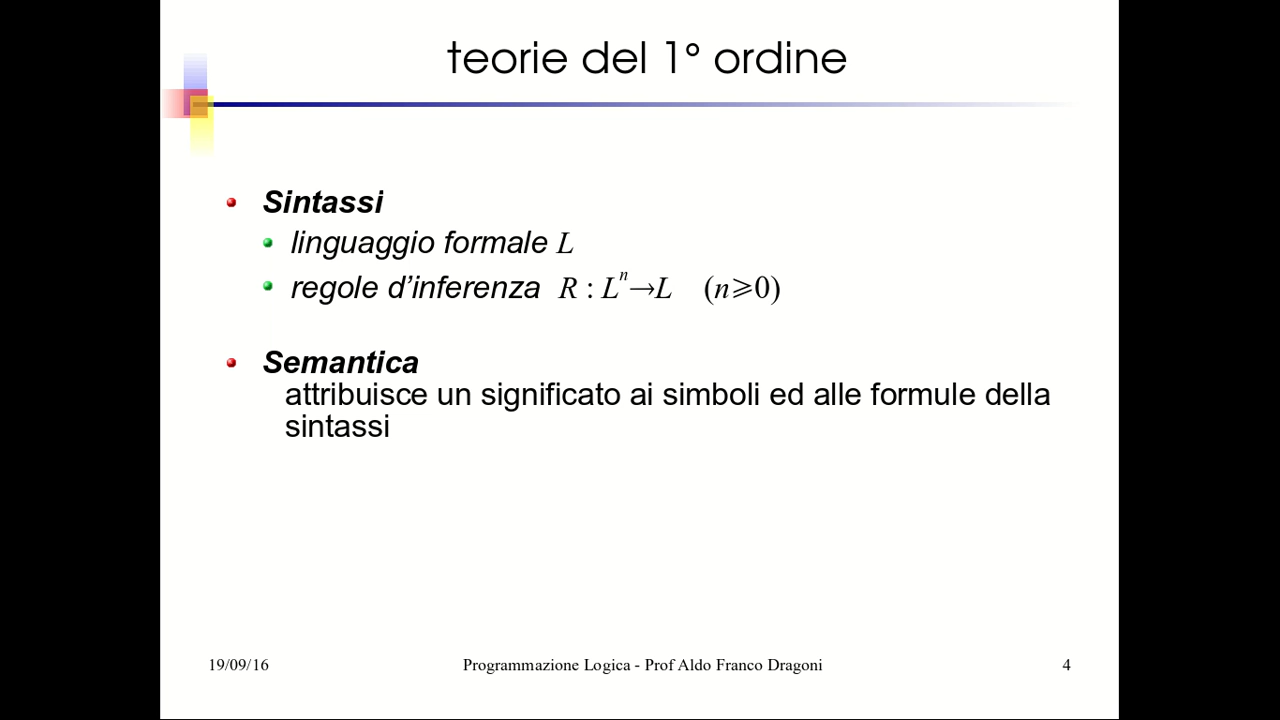 teorie del 1° ordine
Sintassi
linguaggio formale L
regole d’inferenza R : Lⁿ→L (n⩾0)
Semantica
attribuisce un significato ai simboli ed alle formule della
sintassi
19/09/16 Programmazione Logica - Prof Aldo Franco Dragoni 4